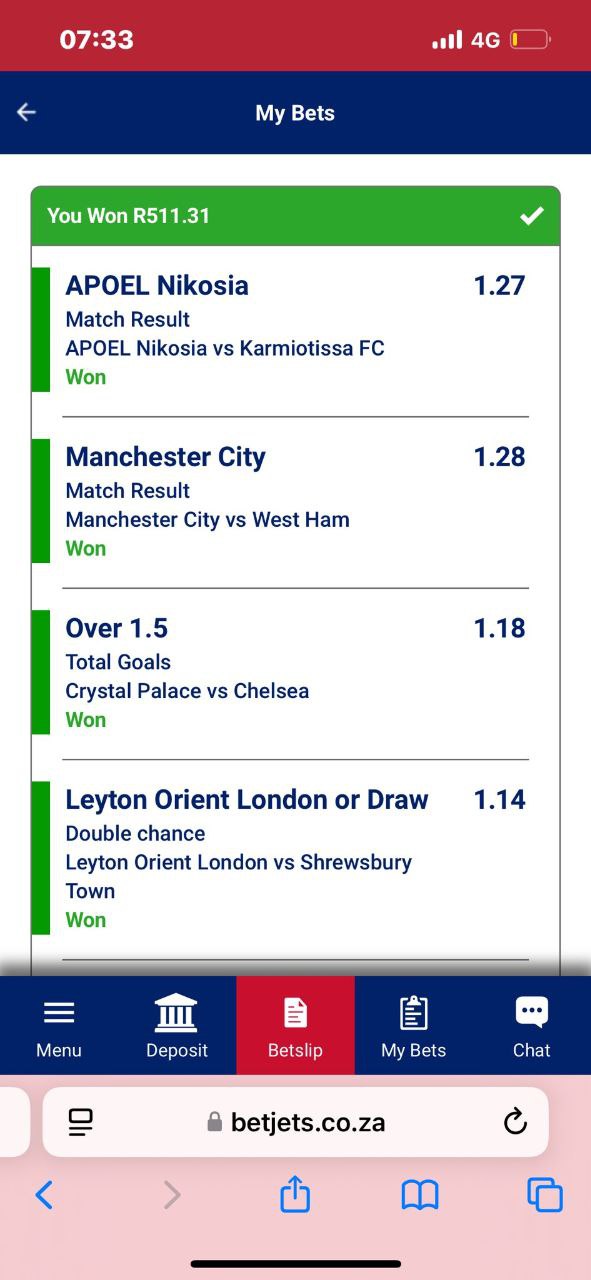 07:33
4G
My Bets
You Won R511.31
APOEL Nikosia 1.27
Match Result
APOEL Nikosia vs Karmiotissa FC
Won
Manchester City 1.28
Match Result
Manchester City vs West Ham
Won
Over 1.5 1.18
Total Goals
Crystal Palace vs Chelsea
Won
Leyton Orient London or Draw 1.14
Double chance
Leyton Orient London vs Shrewsbury
Town
Won
Menu Deposit Betslip My Bets Chat
betjets.co.za